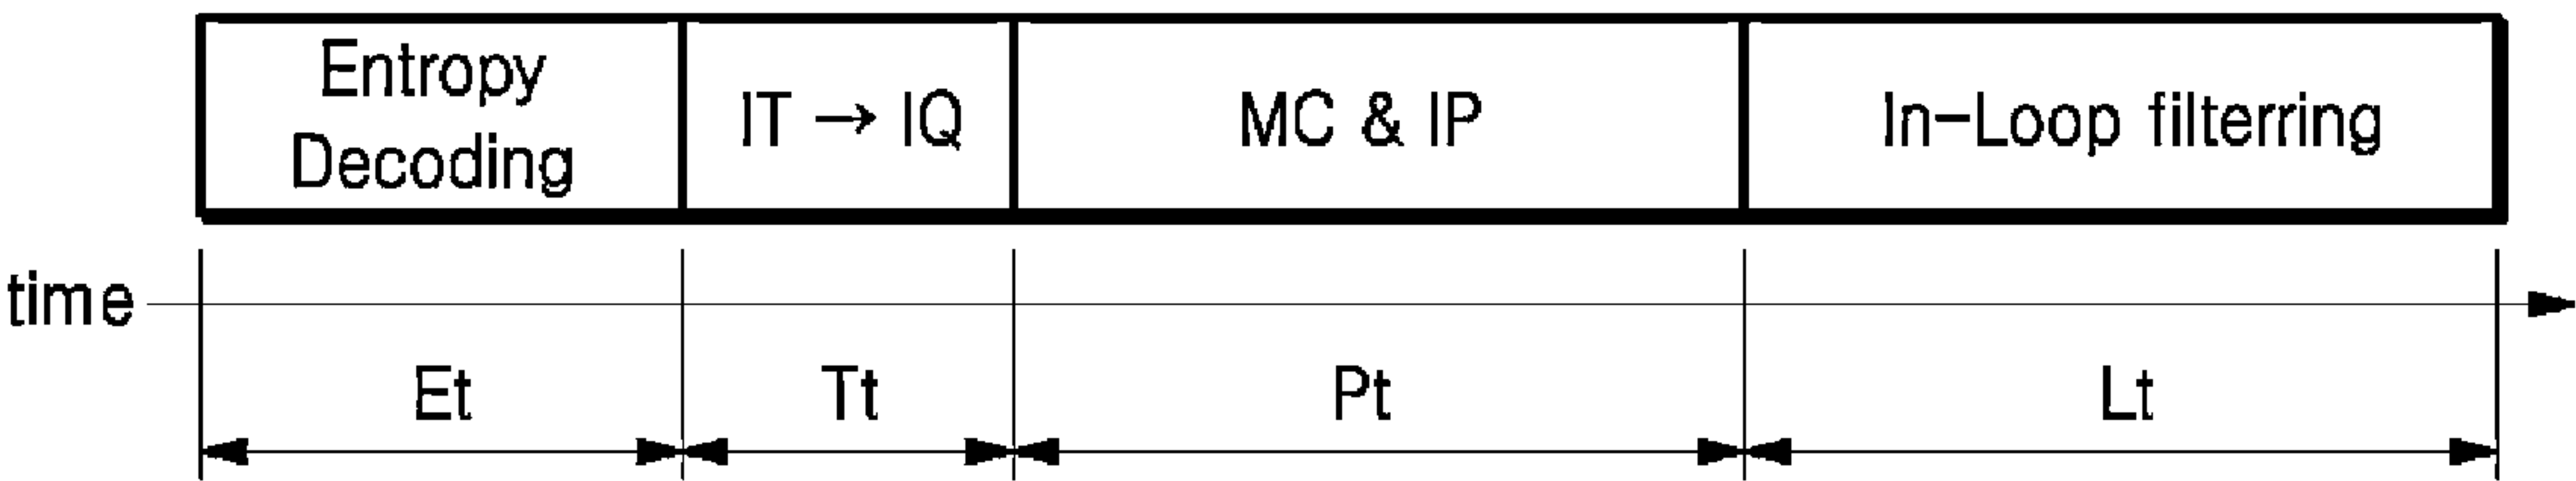 Entropy
Decoding
IT → IQ
MC & IP
In-Loop filterring
time
Et
Tt
Pt
Lt